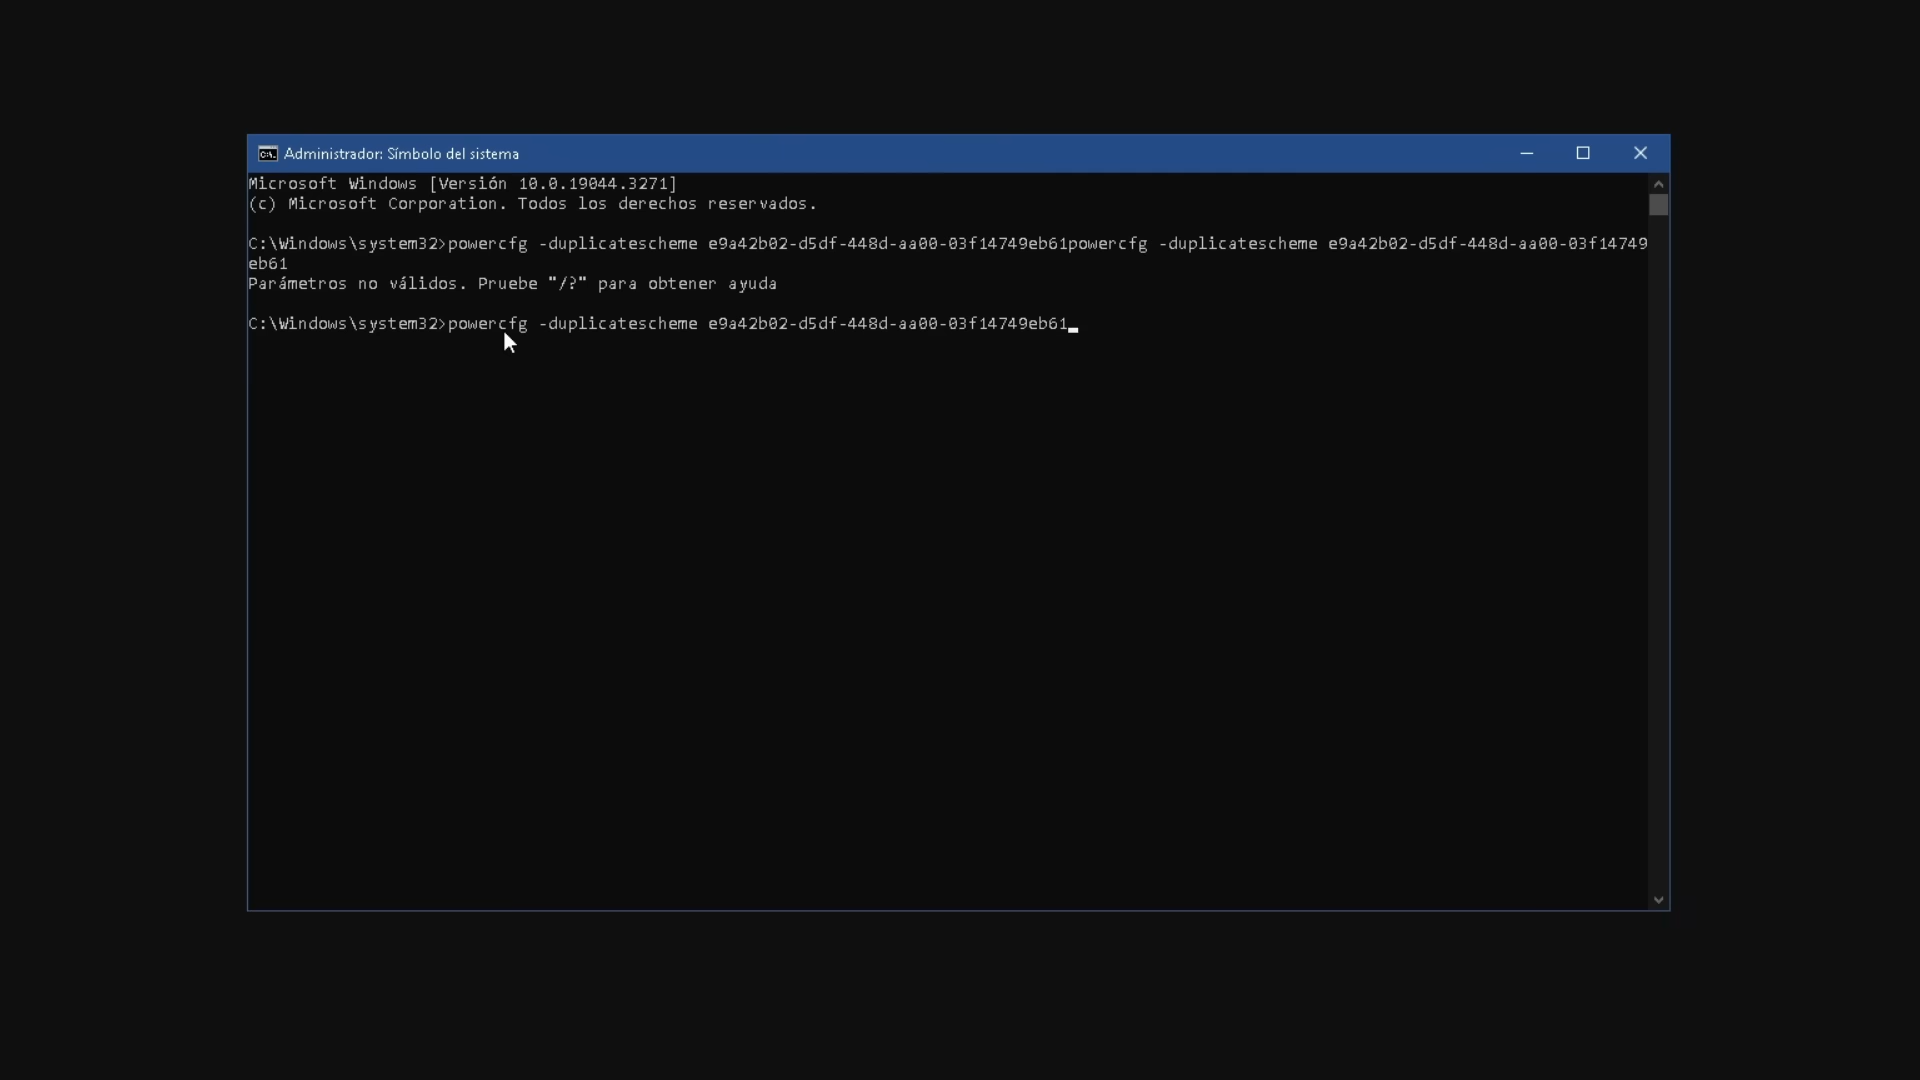 Administrador: Símbolo del sistema
Microsoft Windows [Versión 10.0.19044.3271]
(c) Microsoft Corporation. Todos los derechos reservados.
C:\Windows\system32>powercfg -duplicatescheme e9a42b02-d5df-448d-aa00-03f14749eb61powercfg -duplicatescheme e9a42b02-d5df-448d-aa00-03f14749
eb61
Parámetros no válidos. Pruebe "/?" para obtener ayuda
C:\Windows\system32>powercfg -duplicatescheme e9a42b02-d5df-448d-aa00-03f14749eb61